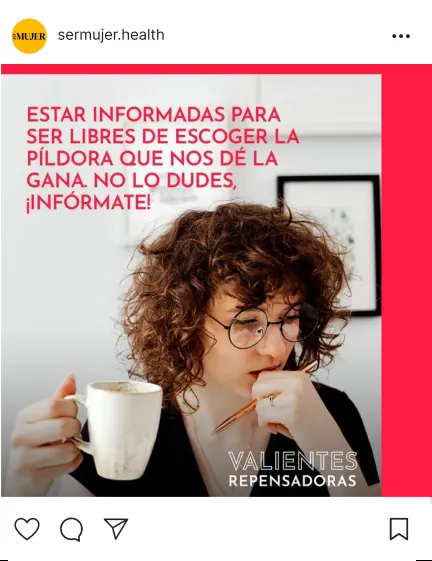 MUJER
sermujer.health
ESTAR INFORMADAS PARA
SER LIBRES DE ESCOGER LA
PÍLDORA QUE NOS DÉ LA
GANA. NO LO DUDES,
¡INFÓRMATE!
VALIENTES
REPENSADORAS